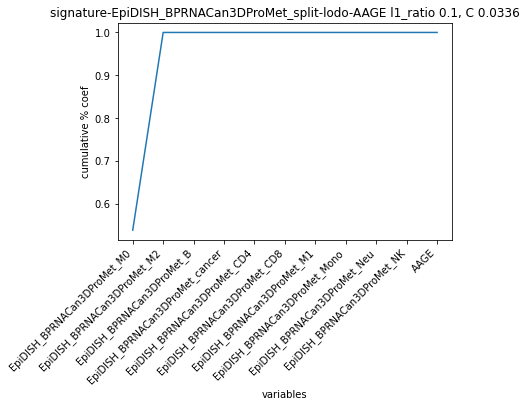 signature-EpiDISH_BPRNACan3DProMet_split-lodo-AAGE l1_ratio 0.1, C 0.0336
1.0
0.9
0.8
0.7
0.6
cumulative % coef
EpiDISH_BPRNACan3DProMet_M0
EpiDISH_BPRNACan3DProMet_M2
EpiDISH_BPRNACan3DProMet_B
EpiDISH_BPRNACan3DProMet_cancer
EpiDISH_BPRNACan3DProMet_CD4
EpiDISH_BPRNACan3DProMet_CD8
EpiDISH_BPRNACan3DProMet_M1
EpiDISH_BPRNACan3DProMet_Mono
EpiDISH_BPRNACan3DProMet_Neu
EpiDISH_BPRNACan3DProMet_NK
AAGE
variables